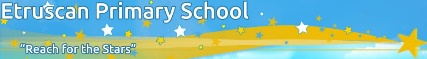 Etruscan Primary School
"Reach for the Stars"